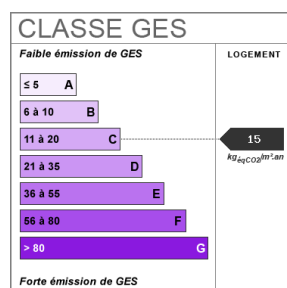 CLASSE GES
Faible émission de GES
LOGEMENT
≤ 5 A
6 à 10 B
11 à 20 C
15
kgéqCO2/m².an
21 à 35 D
36 à 55 E
56 à 80 F
> 80 G
Forte émission de GES